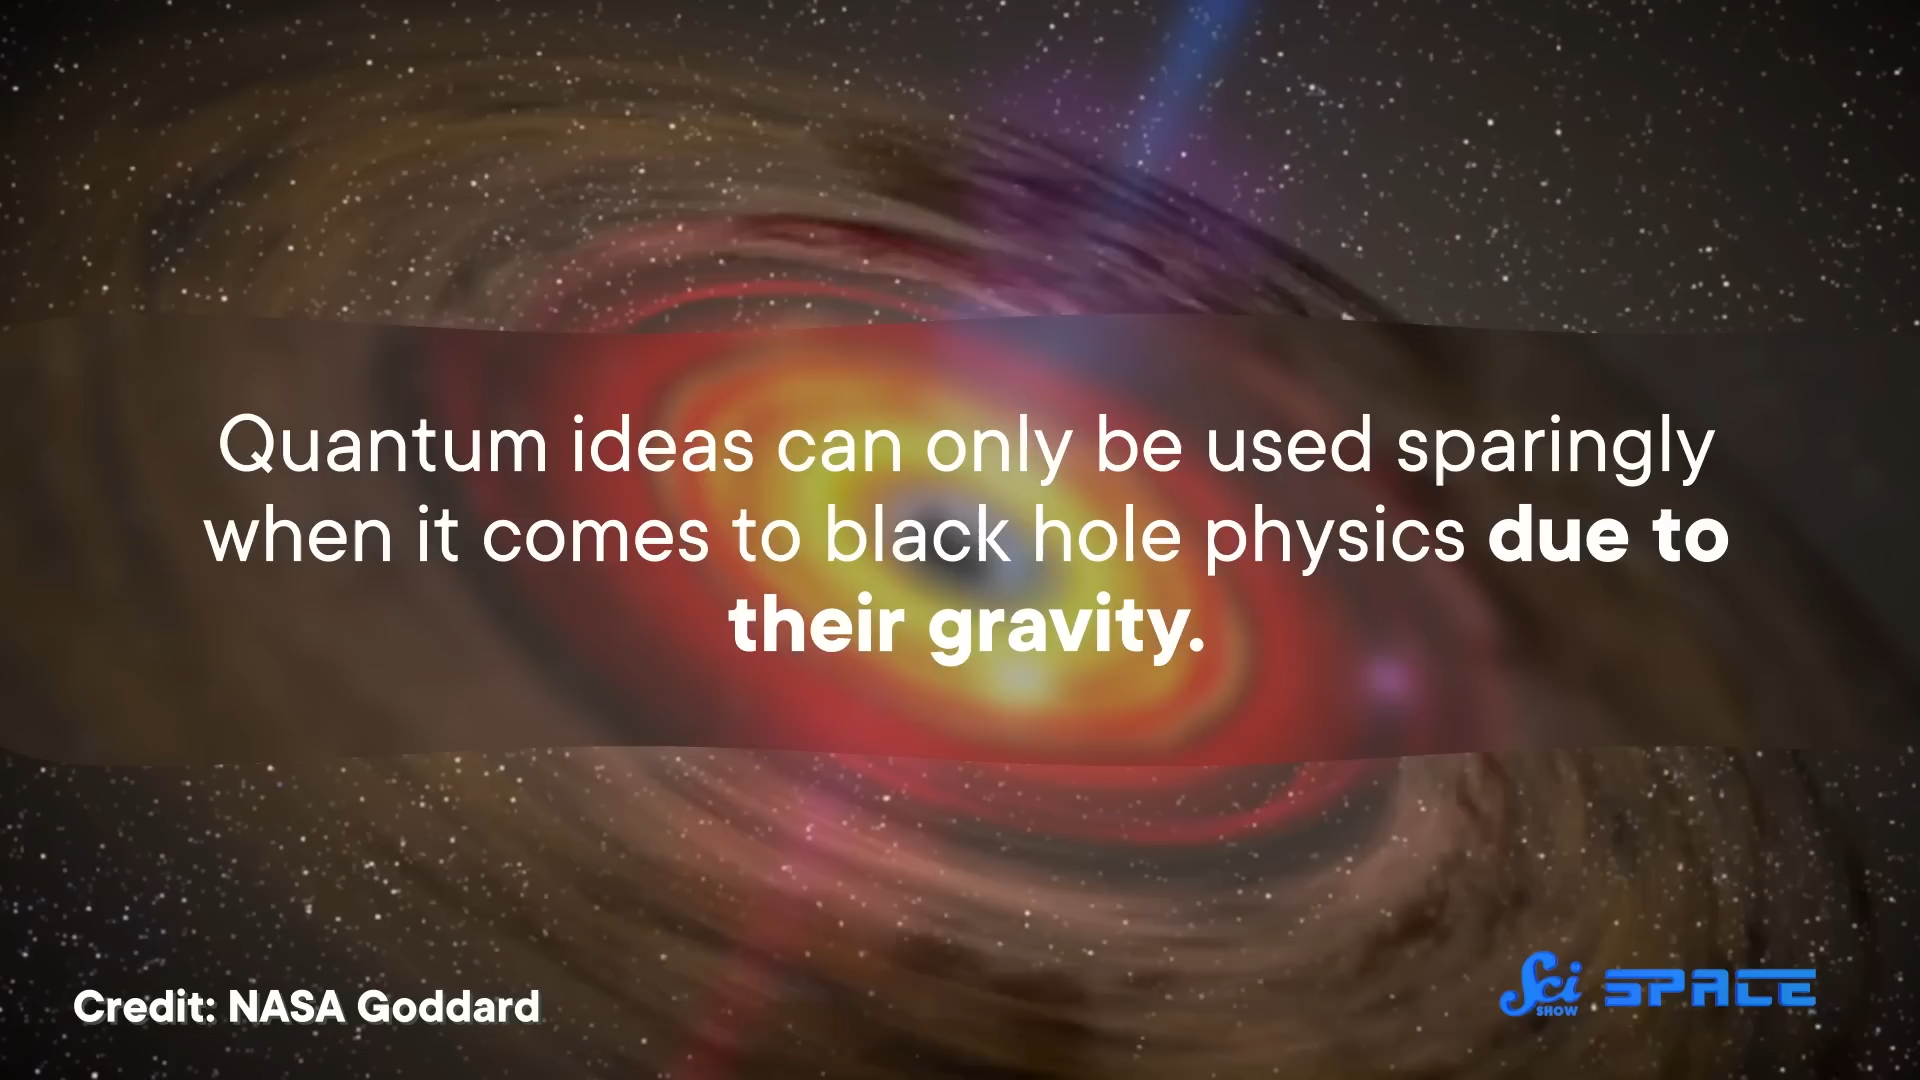 Quantum ideas can only be used sparingly
when it comes to black hole physics due to
their gravity.
Credit: NASA Goddard
Sci SHOW SPACE